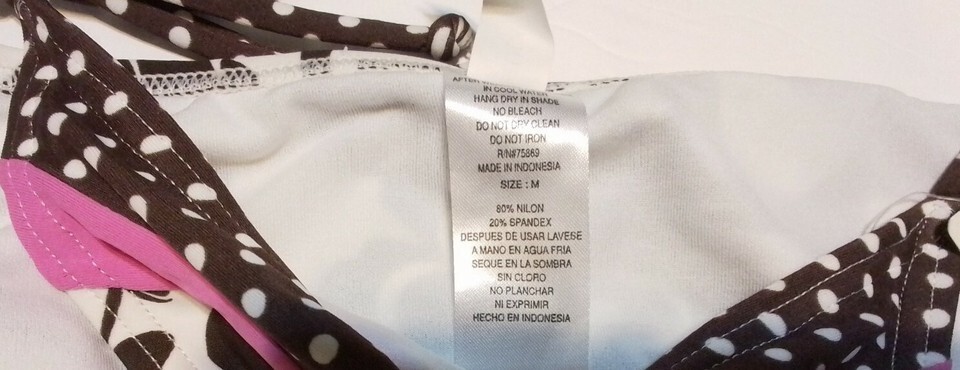 AFTER
IN COOL WATER
HANG DRY IN SHADE
NO BLEACH
DO NOT DRY CLEAN
DO NOT IRON
R/N#75869
MADE IN INDONESIA
SIZE : M
80% NILON
20% SPANDEX
DESPUES DE USAR LAVESE
A MANO EN AGUA FRIA
SEQUE EN LA SOMBRA
SIN CLORO
NO PLANCHAR
NI EXPRIMIR
HECHO EN INDONESIA